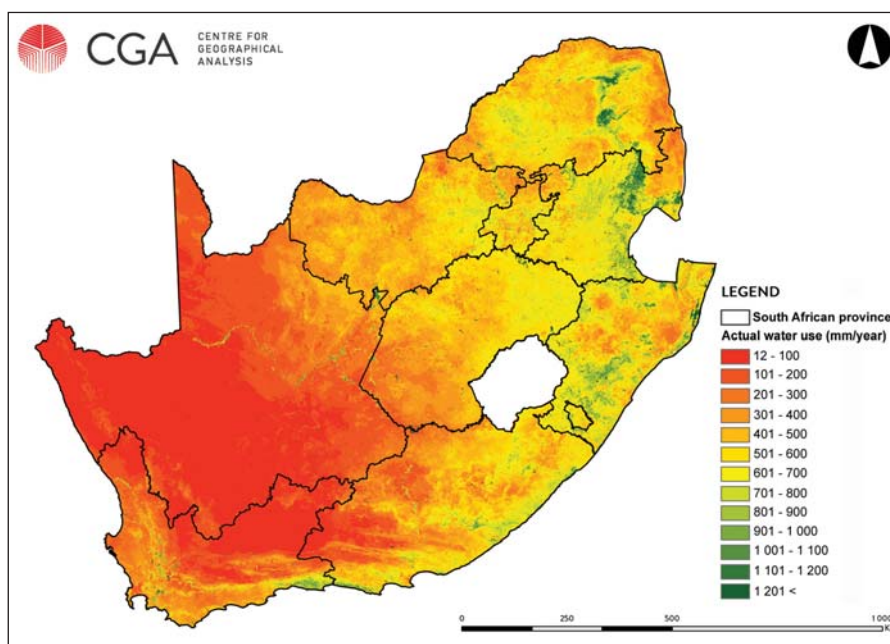 CGA
CENTRE FOR
GEOGRAPHICAL
ANALYSIS
LEGEND
South African province
Actual water use (mm/year)
12 - 100
101 - 200
201 - 300
301 - 400
401 - 500
501 - 600
601 - 700
701 - 800
801 - 900
901 - 1 000
1 001 - 1 100
1 101 - 1 200
1 201 <
0 250 500 1 000